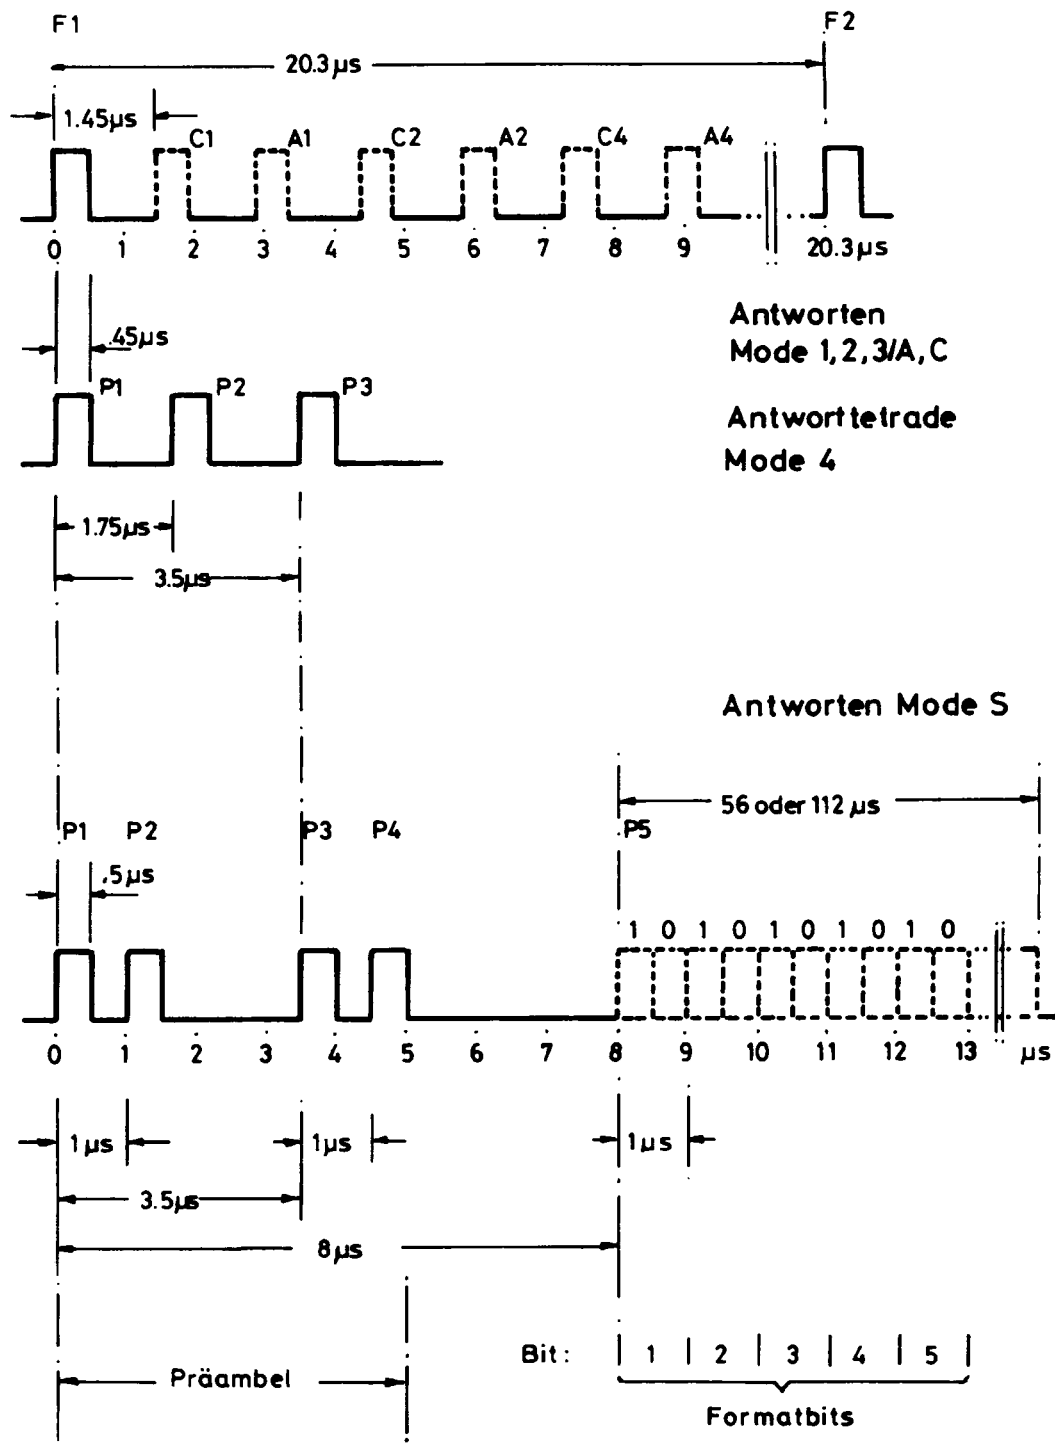 F1 F2
20.3µs
1.45µs
C1 A1 C2 A2 C4 A4
0 1 2 3 4 5 6 7 8 9 20.3µs
Antworten
Mode 1,2,3/A,C
.45µs
P1 P2 P3
Antworttetrade
Mode 4
1.75µs
3.5µs
Antworten Mode S
56 oder 112µs
P1 P2 P3 P4 P5
.5µs
1 0 1 0 1 0 1 0 1 0
0 1 2 3 4 5 6 7 8 9 10 11 12 13 µs
1µs 1µs 1µs
3.5µs
8µs
Bit: 1 2 3 4 5
Präambel
Formatbits